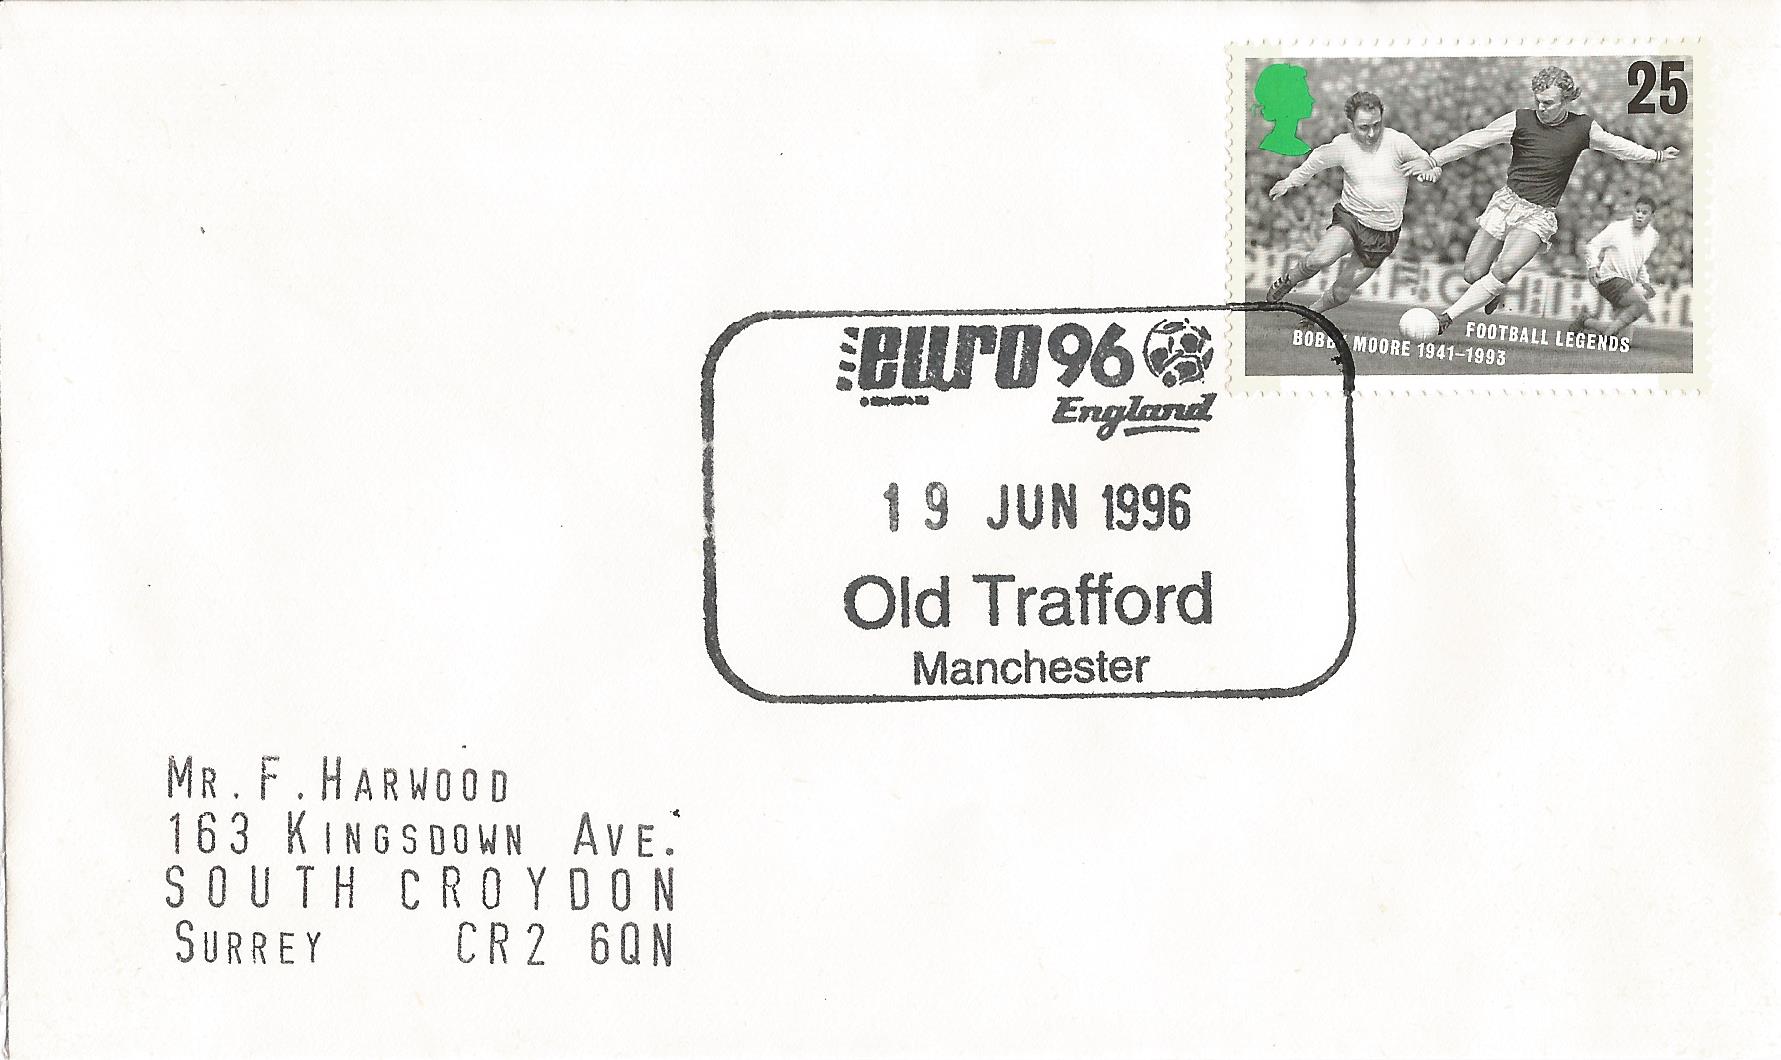 25
FOOTBALL LEGENDS
BOBBY MOORE 1941–1993
euro96
England
19 JUN 1996
Old Trafford
Manchester
MR. F. HARWOOD
163 KINGSDOWN AVE.
SOUTH CROYDON
SURREY CR2 6QN